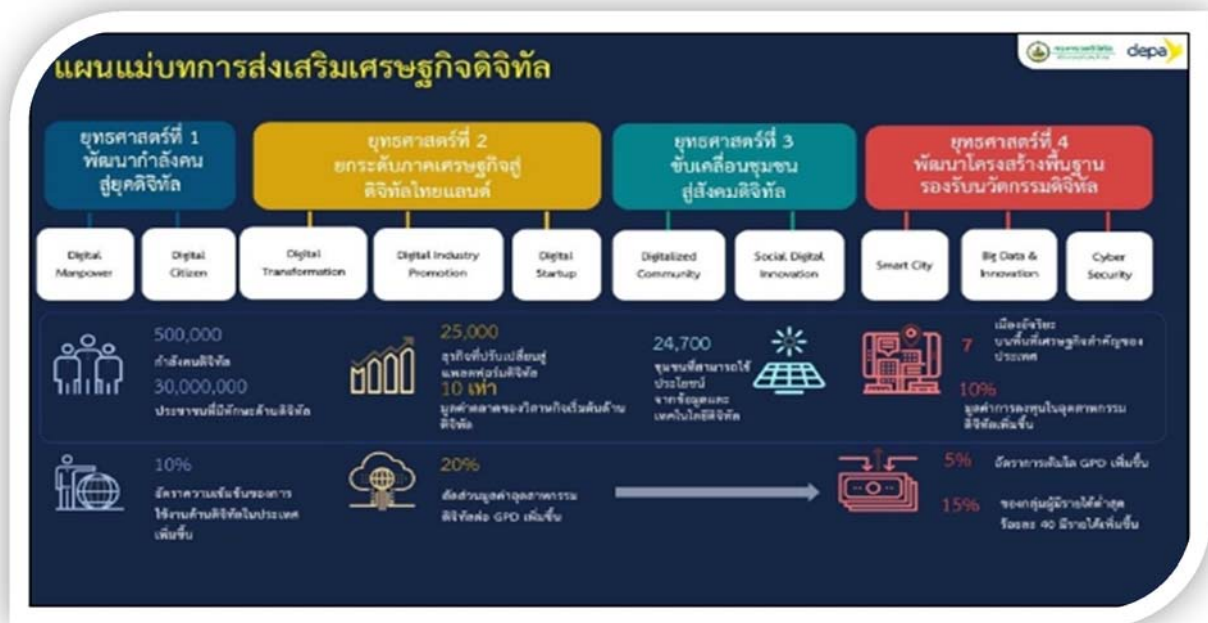 แผนแม่บทการส่งเสริมเศรษฐกิจดิจิทัล
depa
ยุทธศาสตร์ที่ 1
พัฒนากำลังคน
สู่ยุคดิจิทัล
ยุทธศาสตร์ที่ 2
ยกระดับภาคเศรษฐกิจสู่
ดิจิทัลไทยแลนด์
ยุทธศาสตร์ที่ 3
ขับเคลื่อนชุมชน
สู่สังคมดิจิทัล
ยุทธศาสตร์ที่ 4
พัฒนาโครงสร้างพื้นฐาน
รองรับนวัตกรรมดิจิทัล
Digital
Manpower
Digital
Citizen
Digital
Transformation
Digital Industry
Promotion
Digital
Startup
Digitalized
Community
Social Digital
Innovation
Smart City
Big Data &
Innovation
Cyber
Security
500,000
กำลังคนดิจิทัล
30,000,000
ประชาชนที่มีทักษะด้านดิจิทัล
25,000
ธุรกิจที่ปรับเปลี่ยนสู่
แพลตฟอร์มดิจิทัล
10 เท่า
มูลค่าตลาดของวิสาหกิจเริ่มต้นด้าน
ดิจิทัล
24,700
ชุมชนที่สามารถใช้
ประโยชน์
จากข้อมูลและ
เทคโนโลยีดิจิทัล
7
เมืองอัจฉริยะ
บนพื้นที่เศรษฐกิจสำคัญของ
ประเทศ
10%
มูลค่าการลงทุนในอุตสาหกรรม
ดิจิทัลเพิ่มขึ้น
10%
อัตราความเข้มข้นของการ
ใช้งานด้านดิจิทัลในประเทศ
เพิ่มขึ้น
20%
สัดส่วนมูลค่าอุตสาหกรรม
ดิจิทัลต่อ GPD เพิ่มขึ้น
5% อัตราการเติบโต GPD เพิ่มขึ้น
15% ของกลุ่มผู้มีรายได้ต่ำสุด
ร้อยละ 40 มีรายได้เพิ่มขึ้น